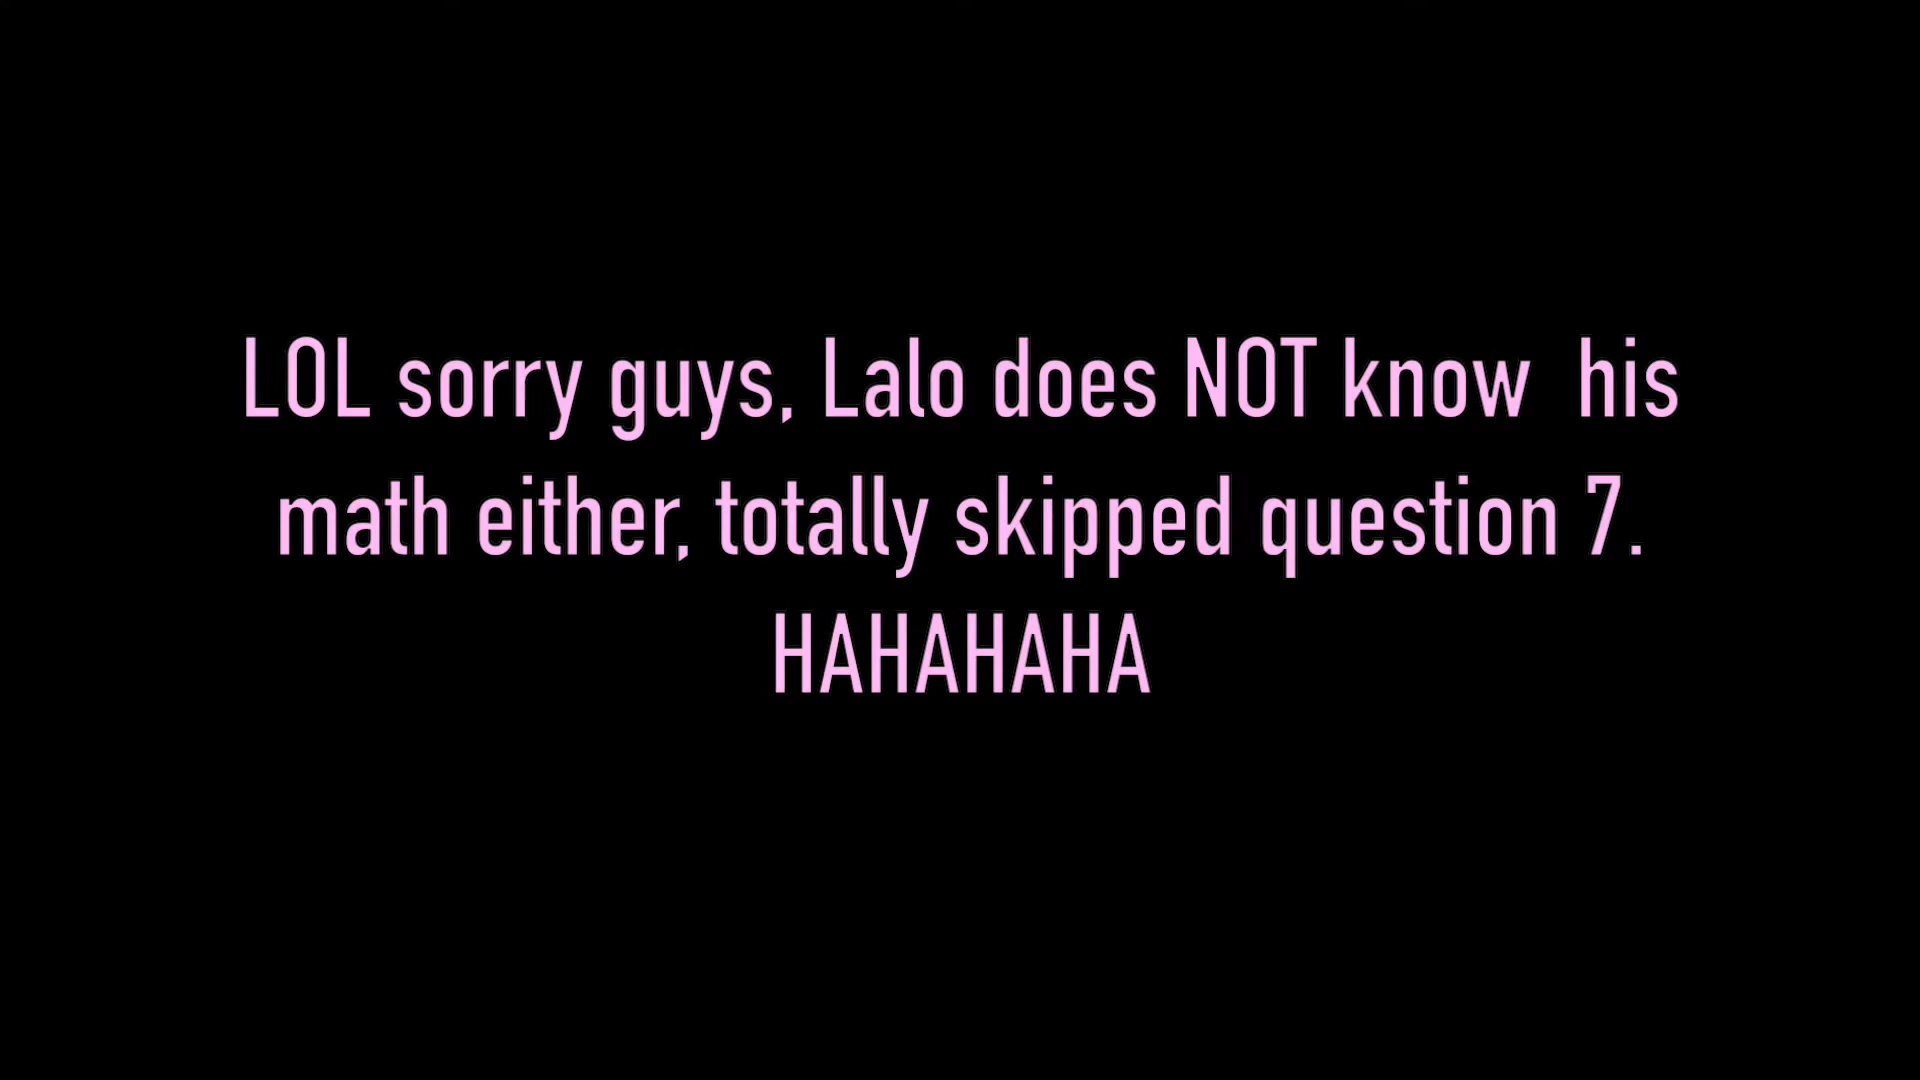 LOL sorry guys, Lalo does NOT know  his
math either, totally skipped question 7.
HAHAHAHA